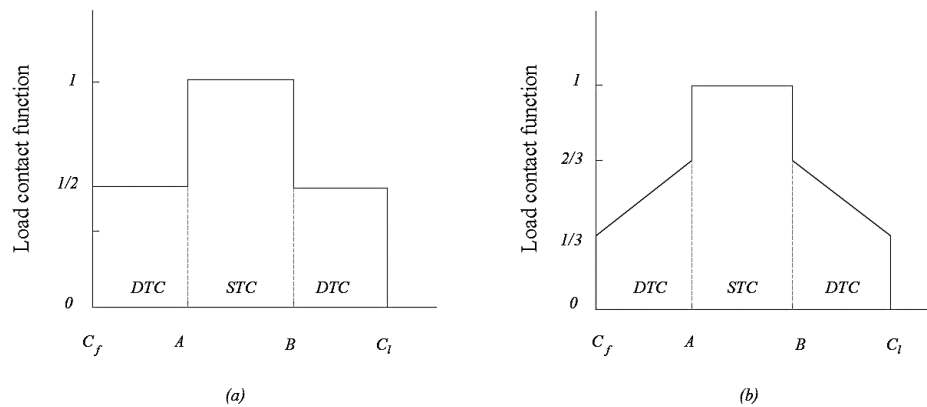 Load contact function
1
1/2
0
DTC
STC
DTC
C_f
A
B
C_l
(a)
Load contact function
1
2/3
1/3
0
DTC
STC
DTC
C_f
A
B
C_l
(b)